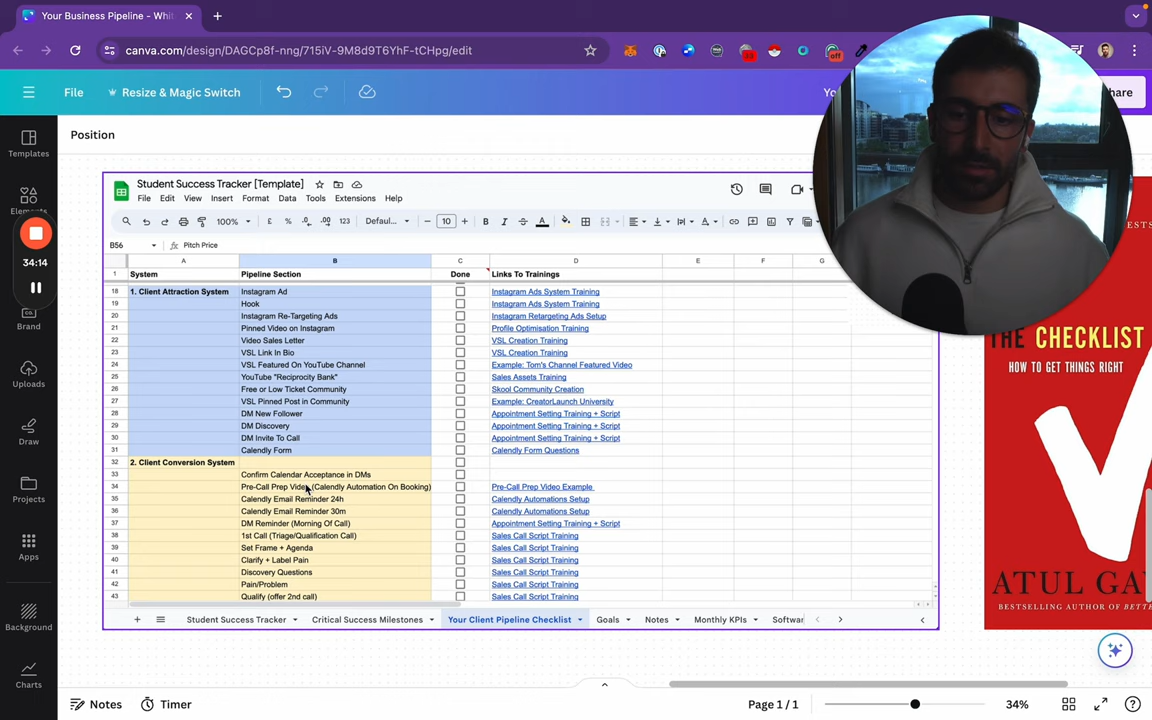 Your Business Pipeline - Whit
canva.com/design/DAGCp8f-nng/715iV-9M8d9T6YhF-tCHpg/edit
off
File
Resize & Magic Switch
Yo
hare
Position
Templates
Elements
34:14
Brand
Uploads
Draw
Projects
Apps
Background
Charts
Student Success Tracker [Template]
File Edit View Insert Format Data Tools Extensions Help
100% £ % .0 .00 123 Defaul... 10 B I S A
B56 fx Pitch Price
A B C D E F G
1 System Pipeline Section Done Links To Trainings
18 1. Client Attraction System Instagram Ad Instagram Ads System Training
19 Hook Instagram Ads System Training
20 Instagram Re-Targeting Ads Instagram Retargeting Ads Setup
21 Pinned Video on Instagram Profile Optimisation Training
22 Video Sales Letter VSL Creation Training
23 VSL Link In Bio VSL Creation Training
24 VSL Featured On YouTube Channel Example: Tom's Channel Featured Video
25 YouTube "Reciprocity Bank" Sales Assets Training
26 Free or Low Ticket Community Skool Community Creation
27 VSL Pinned Post in Community Example: CreatorLaunch University
28 DM New Follower Appointment Setting Training + Script
29 DM Discovery Appointment Setting Training + Script
30 DM Invite To Call Appointment Setting Training + Script
31 Calendly Form Calendly Form Questions
32 2. Client Conversion System
33 Confirm Calendar Acceptance in DMs
34 Pre-Call Prep Video (Calendly Automation On Booking) Pre-Call Prep Video Example
35 Calendly Email Reminder 24h Calendly Automations Setup
36 Calendly Email Reminder 30m Calendly Automations Setup
37 DM Reminder (Morning Of Call) Appointment Setting Training + Script
38 1st Call (Triage/Qualification Call) Sales Call Script Training
39 Set Frame + Agenda Sales Call Script Training
40 Clarify + Label Pain Sales Call Script Training
41 Discovery Questions Sales Call Script Training
42 Pain/Problem Sales Call Script Training
43 Qualify (offer 2nd call) Sales Call Script Training
Student Success Tracker Critical Success Milestones Your Client Pipeline Checklist Goals Notes Monthly KPIs Softwar
THE CHECKLIST
HOW TO GET THINGS RIGHT
ATUL GA
BESTSELLING AUTHOR OF BETTE
Notes Timer
Page 1 / 1
34%